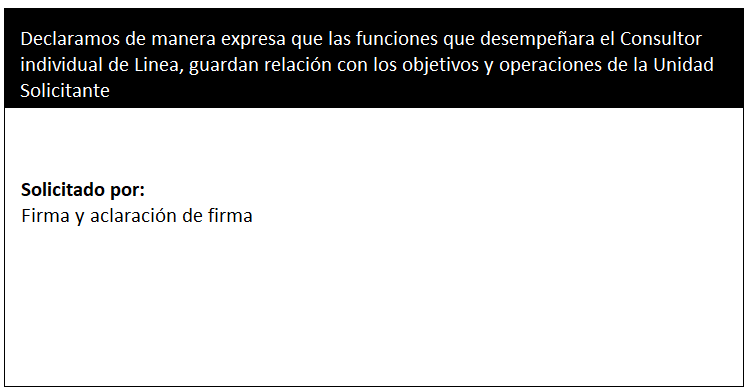 Declaramos de manera expresa que las funciones que desempeñara el Consultor
individual de Linea, guardan relación con los objetivos y operaciones de la Unidad
Solicitante
Solicitado por:
Firma y aclaración de firma